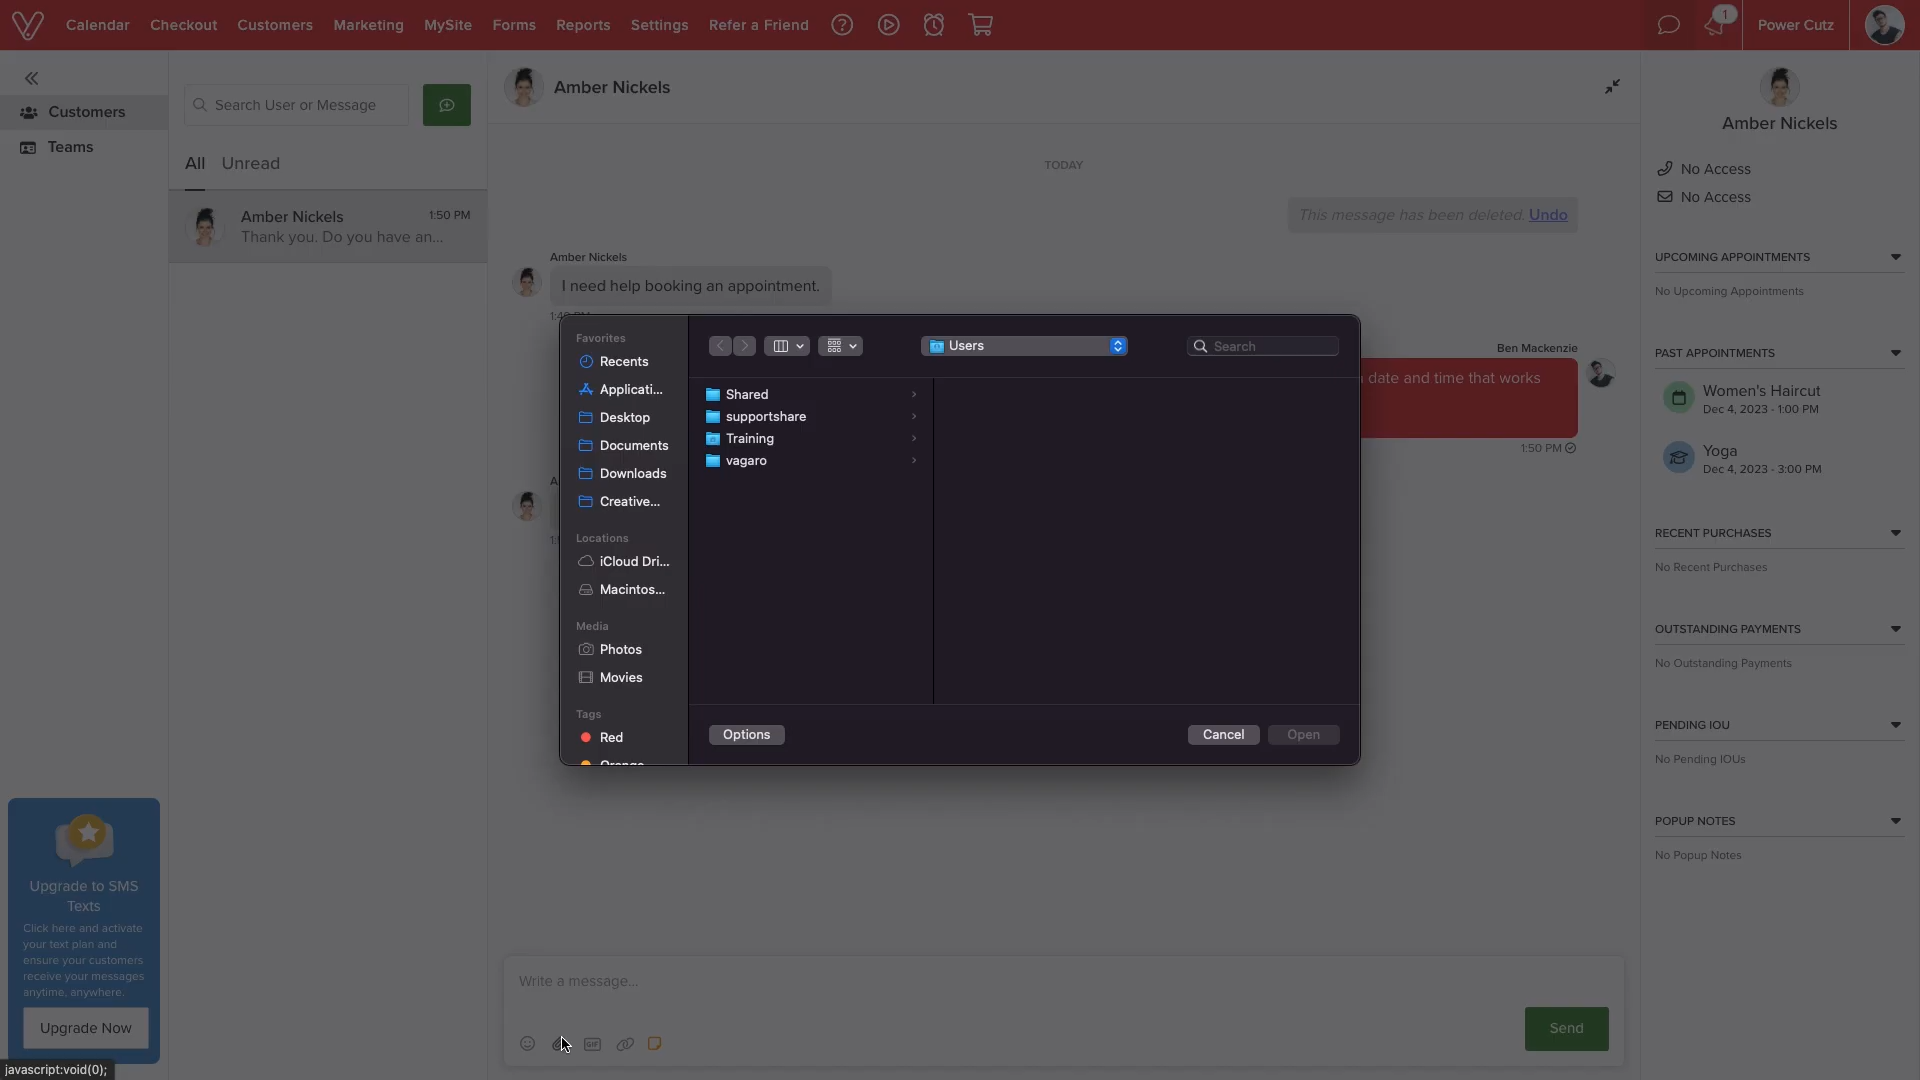 Calendar
Checkout
Customers
Marketing
MySite
Forms
Reports
Settings
Refer a Friend
1
Power Cutz
Customers
Teams
Search User or Message
All
Unread
Amber Nickels
1:50 PM
Thank you. Do you have an...
Amber Nickels
TODAY
This message has been deleted. Undo
Amber Nickels
I need help booking an appointment.
Ben Mackenzie
date and time that works
1:50 PM
Favorites
Recents
Applicati...
Desktop
Documents
Downloads
Creative...
Locations
iCloud Dri...
Macintos...
Media
Photos
Movies
Tags
Red
Orange
Users
Search
Shared
supportshare
Training
vagaro
Options
Cancel
Open
Write a message...
GIF
Send
Amber Nickels
No Access
No Access
UPCOMING APPOINTMENTS
No Upcoming Appointments
PAST APPOINTMENTS
Women's Haircut
Dec 4, 2023 - 1:00 PM
Yoga
Dec 4, 2023 - 3:00 PM
RECENT PURCHASES
No Recent Purchases
OUTSTANDING PAYMENTS
No Outstanding Payments
PENDING IOU
No Pending IOUs
POPUP NOTES
No Popup Notes
Upgrade to SMS
Texts
Click here and activate
your text plan and
ensure your customers
receive your messages
anytime, anywhere.
Upgrade Now
javascript:void(0);